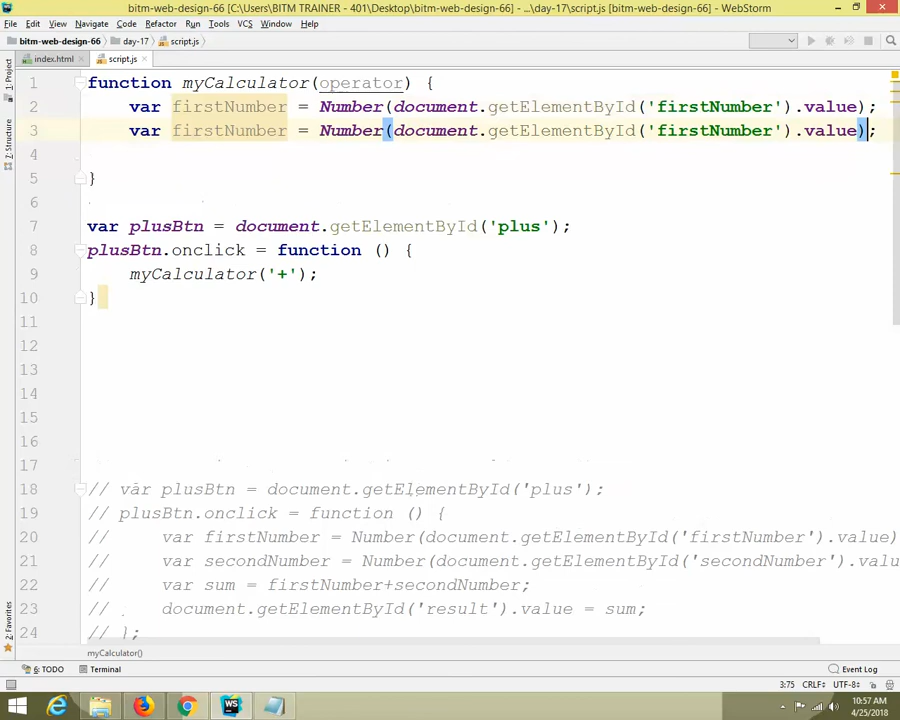 bitm-web-design-66 [C:\Users\BITM TRAINER - 401\Desktop\bitm-web-design-66] - ...\day-17\script.js [bitm-web-design-66] - WebStorm
File Edit View Navigate Code Refactor Run Tools VCS Window Help
bitm-web-design-66 day-17 script.js
index.html script.js
1: Project
7: Structure
2: Favorites
1 function myCalculator(operator) {
2 var firstNumber = Number(document.getElementById('firstNumber').value);
3 var firstNumber = Number(document.getElementById('firstNumber').value);
4
5 }
6
7 var plusBtn = document.getElementById('plus');
8 plusBtn.onclick = function () {
9 myCalculator('+');
10 }
11
12
13
14
15
16
17
18 // var plusBtn = document.getElementById('plus');
19 // plusBtn.onclick = function () {
20 // var firstNumber = Number(document.getElementById('firstNumber').value)
21 // var secondNumber = Number(document.getElementById('secondNumber').valu
22 // var sum = firstNumber+secondNumber;
23 // document.getElementById('result').value = sum;
24 // };
myCalculator()
6: TODO Terminal Event Log
3:75 CRLF÷ UTF-8÷
WS
10:57 AM
4/25/2018